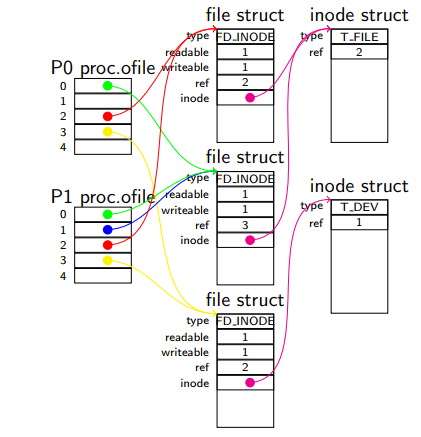 file struct
type FD_INODE
readable 1
writeable 1
ref 2
inode
inode struct
type T_FILE
ref 2
P0 proc.ofile
0
1
2
3
4
file struct
type FD_INODE
readable 1
writeable 1
ref 3
inode
inode struct
type T_DEV
ref 1
P1 proc.ofile
0
1
2
3
4
file struct
type FD_INODE
readable 1
writeable 1
ref 2
inode